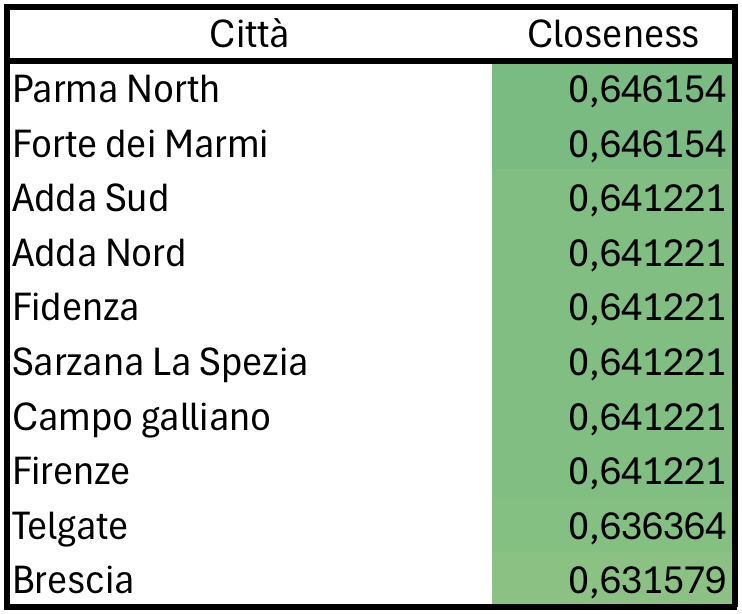 Città Closeness
Parma North 0,646154
Forte dei Marmi 0,646154
Adda Sud 0,641221
Adda Nord 0,641221
Fidenza 0,641221
Sarzana La Spezia 0,641221
Campo galliano 0,641221
Firenze 0,641221
Telgate 0,636364
Brescia 0,631579